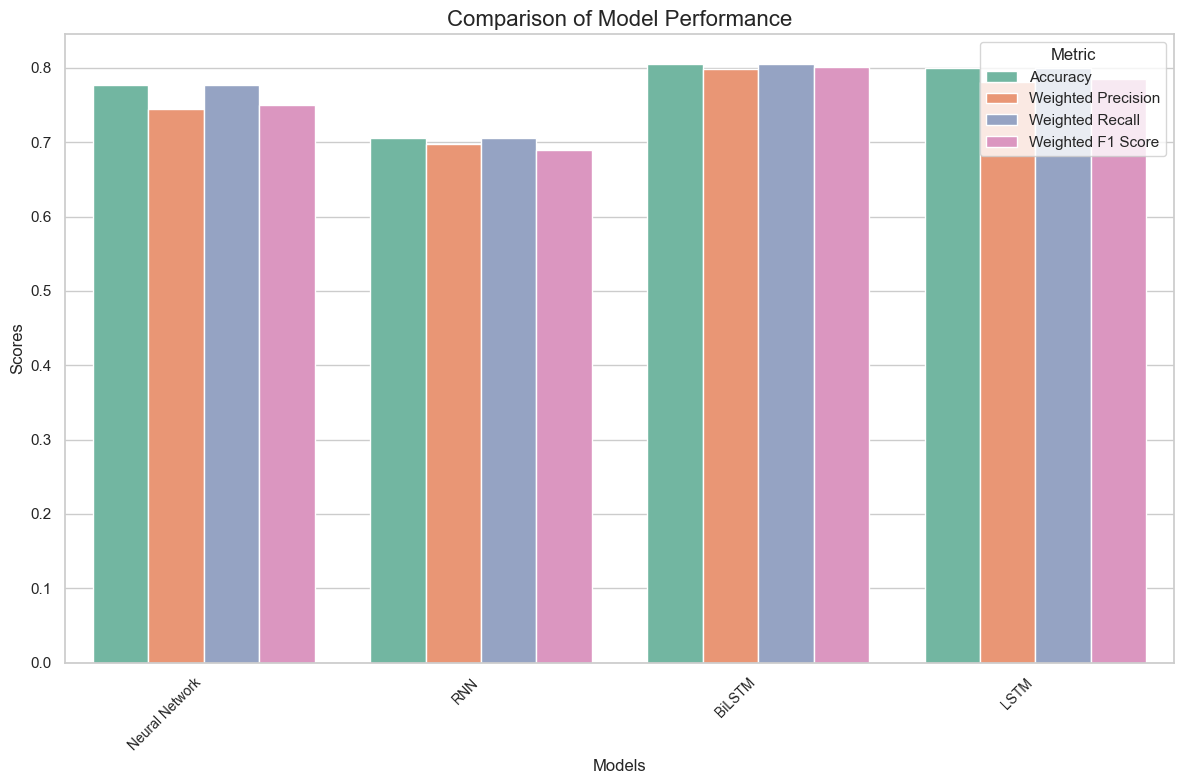 Comparison of Model Performance
Metric
Accuracy
Weighted Precision
Weighted Recall
Weighted F1 Score
Scores
0.8
0.7
0.6
0.5
0.4
0.3
0.2
0.1
0.0
Neural Network
RNN
BiLSTM
LSTM
Models